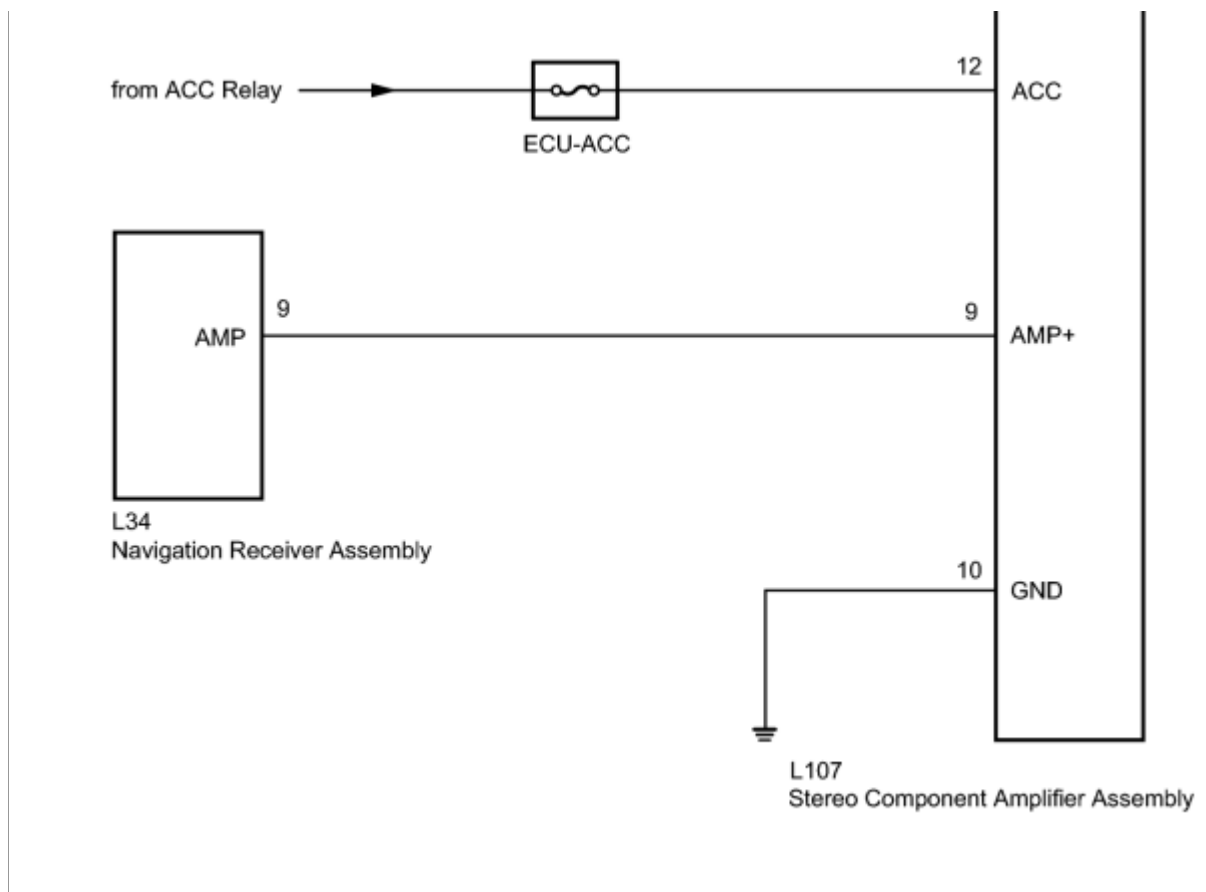 from ACC Relay
ECU-ACC
12
ACC
AMP
9
9
AMP+
L34
Navigation Receiver Assembly
10
GND
L107
Stereo Component Amplifier Assembly